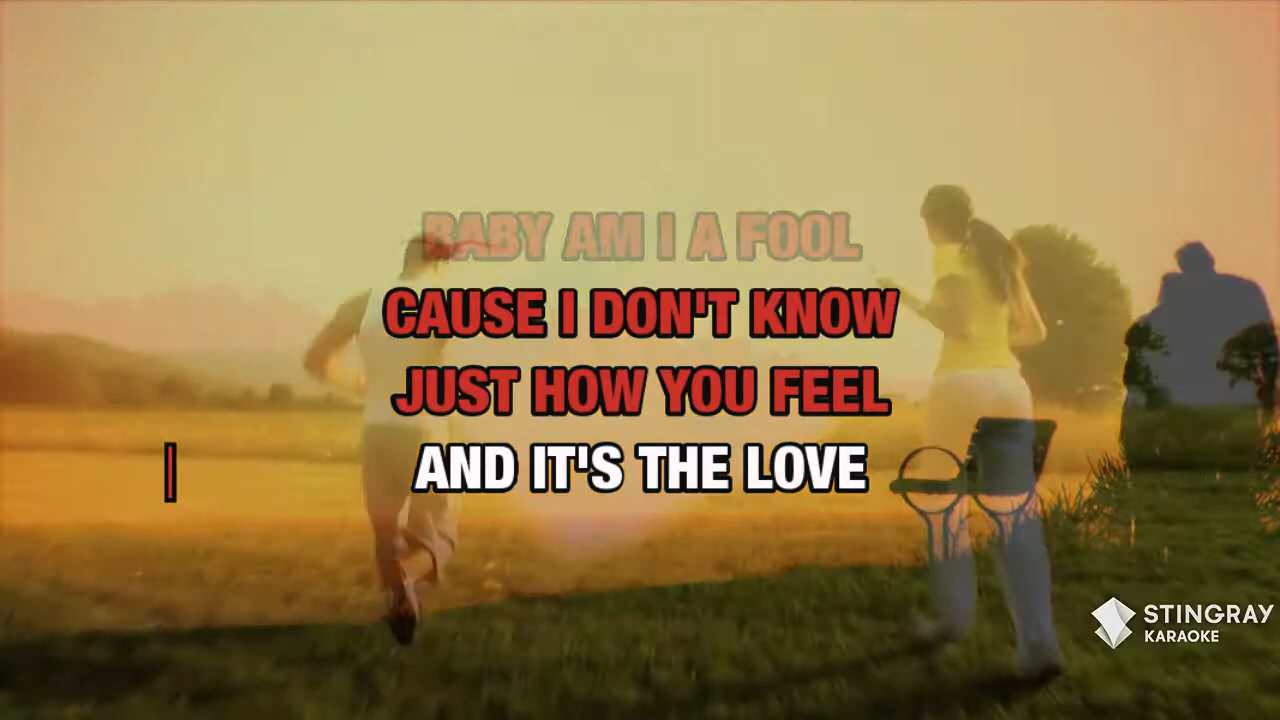 BABY AM I A FOOL
CAUSE I DON'T KNOW
JUST HOW YOU FEEL
AND IT'S THE LOVE
STINGRAY
KARAOKE